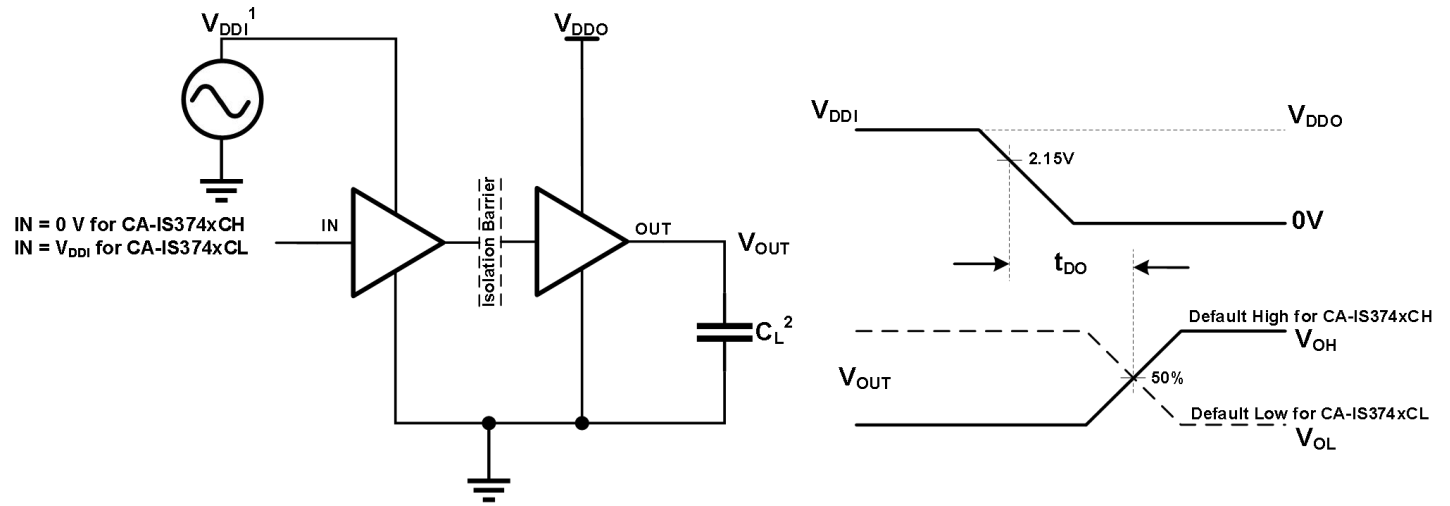 VDDI1
VDDO
IN = 0 V for CA-IS374xCH
IN = VDDI for CA-IS374xCL
IN
Isolation Barrier
OUT
VOUT
CL2
VDDI
VDDO
2.15V
0V
tDO
Default High for CA-IS374xCH
VOH
VOUT
50%
Default Low for CA-IS374xCL
VOL